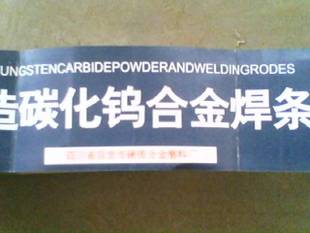 UNGSTENCARBIDEPOWDERANDWELDINGRODES
造碳化钨合金焊条